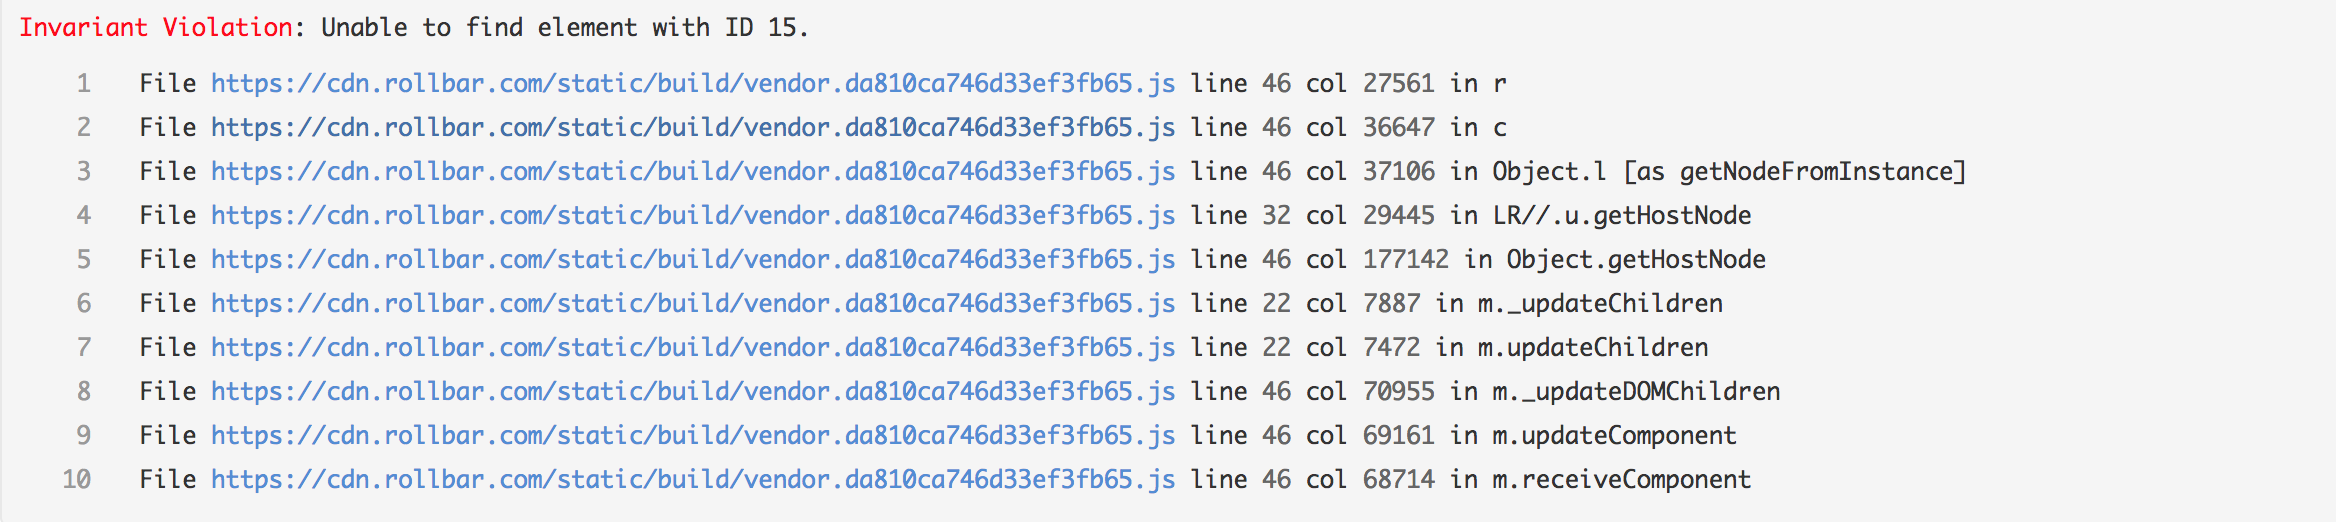 Invariant Violation: Unable to find element with ID 15.
1 File https://cdn.rollbar.com/static/build/vendor.da810ca746d33ef3fb65.js line 46 col 27561 in r
2 File https://cdn.rollbar.com/static/build/vendor.da810ca746d33ef3fb65.js line 46 col 36647 in c
3 File https://cdn.rollbar.com/static/build/vendor.da810ca746d33ef3fb65.js line 46 col 37106 in Object.l [as getNodeFromInstance]
4 File https://cdn.rollbar.com/static/build/vendor.da810ca746d33ef3fb65.js line 32 col 29445 in LR//.u.getHostNode
5 File https://cdn.rollbar.com/static/build/vendor.da810ca746d33ef3fb65.js line 46 col 177142 in Object.getHostNode
6 File https://cdn.rollbar.com/static/build/vendor.da810ca746d33ef3fb65.js line 22 col 7887 in m._updateChildren
7 File https://cdn.rollbar.com/static/build/vendor.da810ca746d33ef3fb65.js line 22 col 7472 in m.updateChildren
8 File https://cdn.rollbar.com/static/build/vendor.da810ca746d33ef3fb65.js line 46 col 70955 in m._updateDOMChildren
9 File https://cdn.rollbar.com/static/build/vendor.da810ca746d33ef3fb65.js line 46 col 69161 in m.updateComponent
10 File https://cdn.rollbar.com/static/build/vendor.da810ca746d33ef3fb65.js line 46 col 68714 in m.receiveComponent